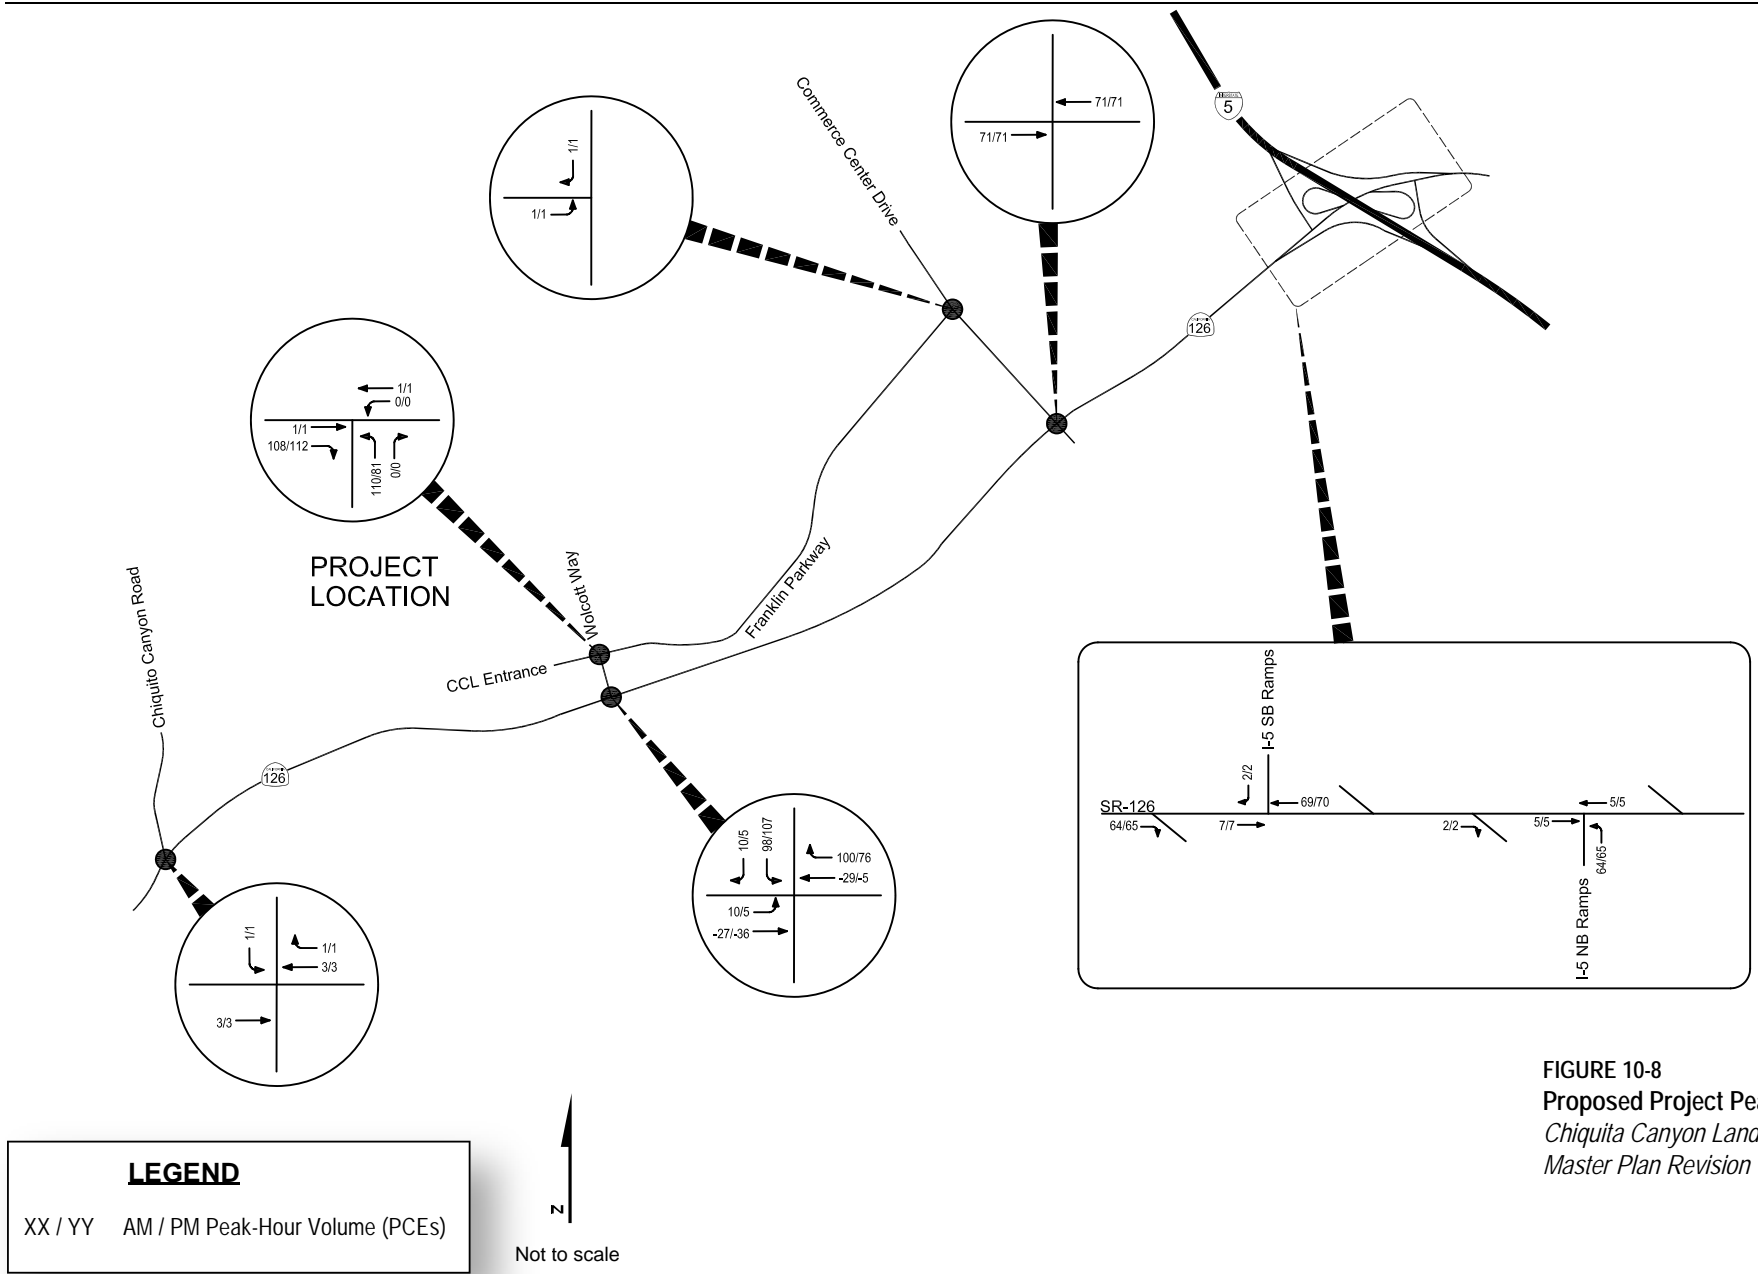 Commerce Center Drive
71/71
71/71
5
1/1
1/1
126
1/1
0/0
1/1
108/112
110/81
0/0
PROJECT
LOCATION
Wolcott Way
Franklin Parkway
CCL Entrance
Chiquito Canyon Road
126
I-5 SB Ramps
2/2
69/70
SR-126
64/65
7/7
2/2
5/5
5/5
64/65
I-5 NB Ramps
10/5
98/107
100/76
-29/-5
10/5
-27/-36
1/1
1/1
3/3
3/3
FIGURE 10-8
Proposed Project Pea
Chiquita Canyon Land
Master Plan Revision
LEGEND
XX / YY AM / PM Peak-Hour Volume (PCEs)
N
Not to scale